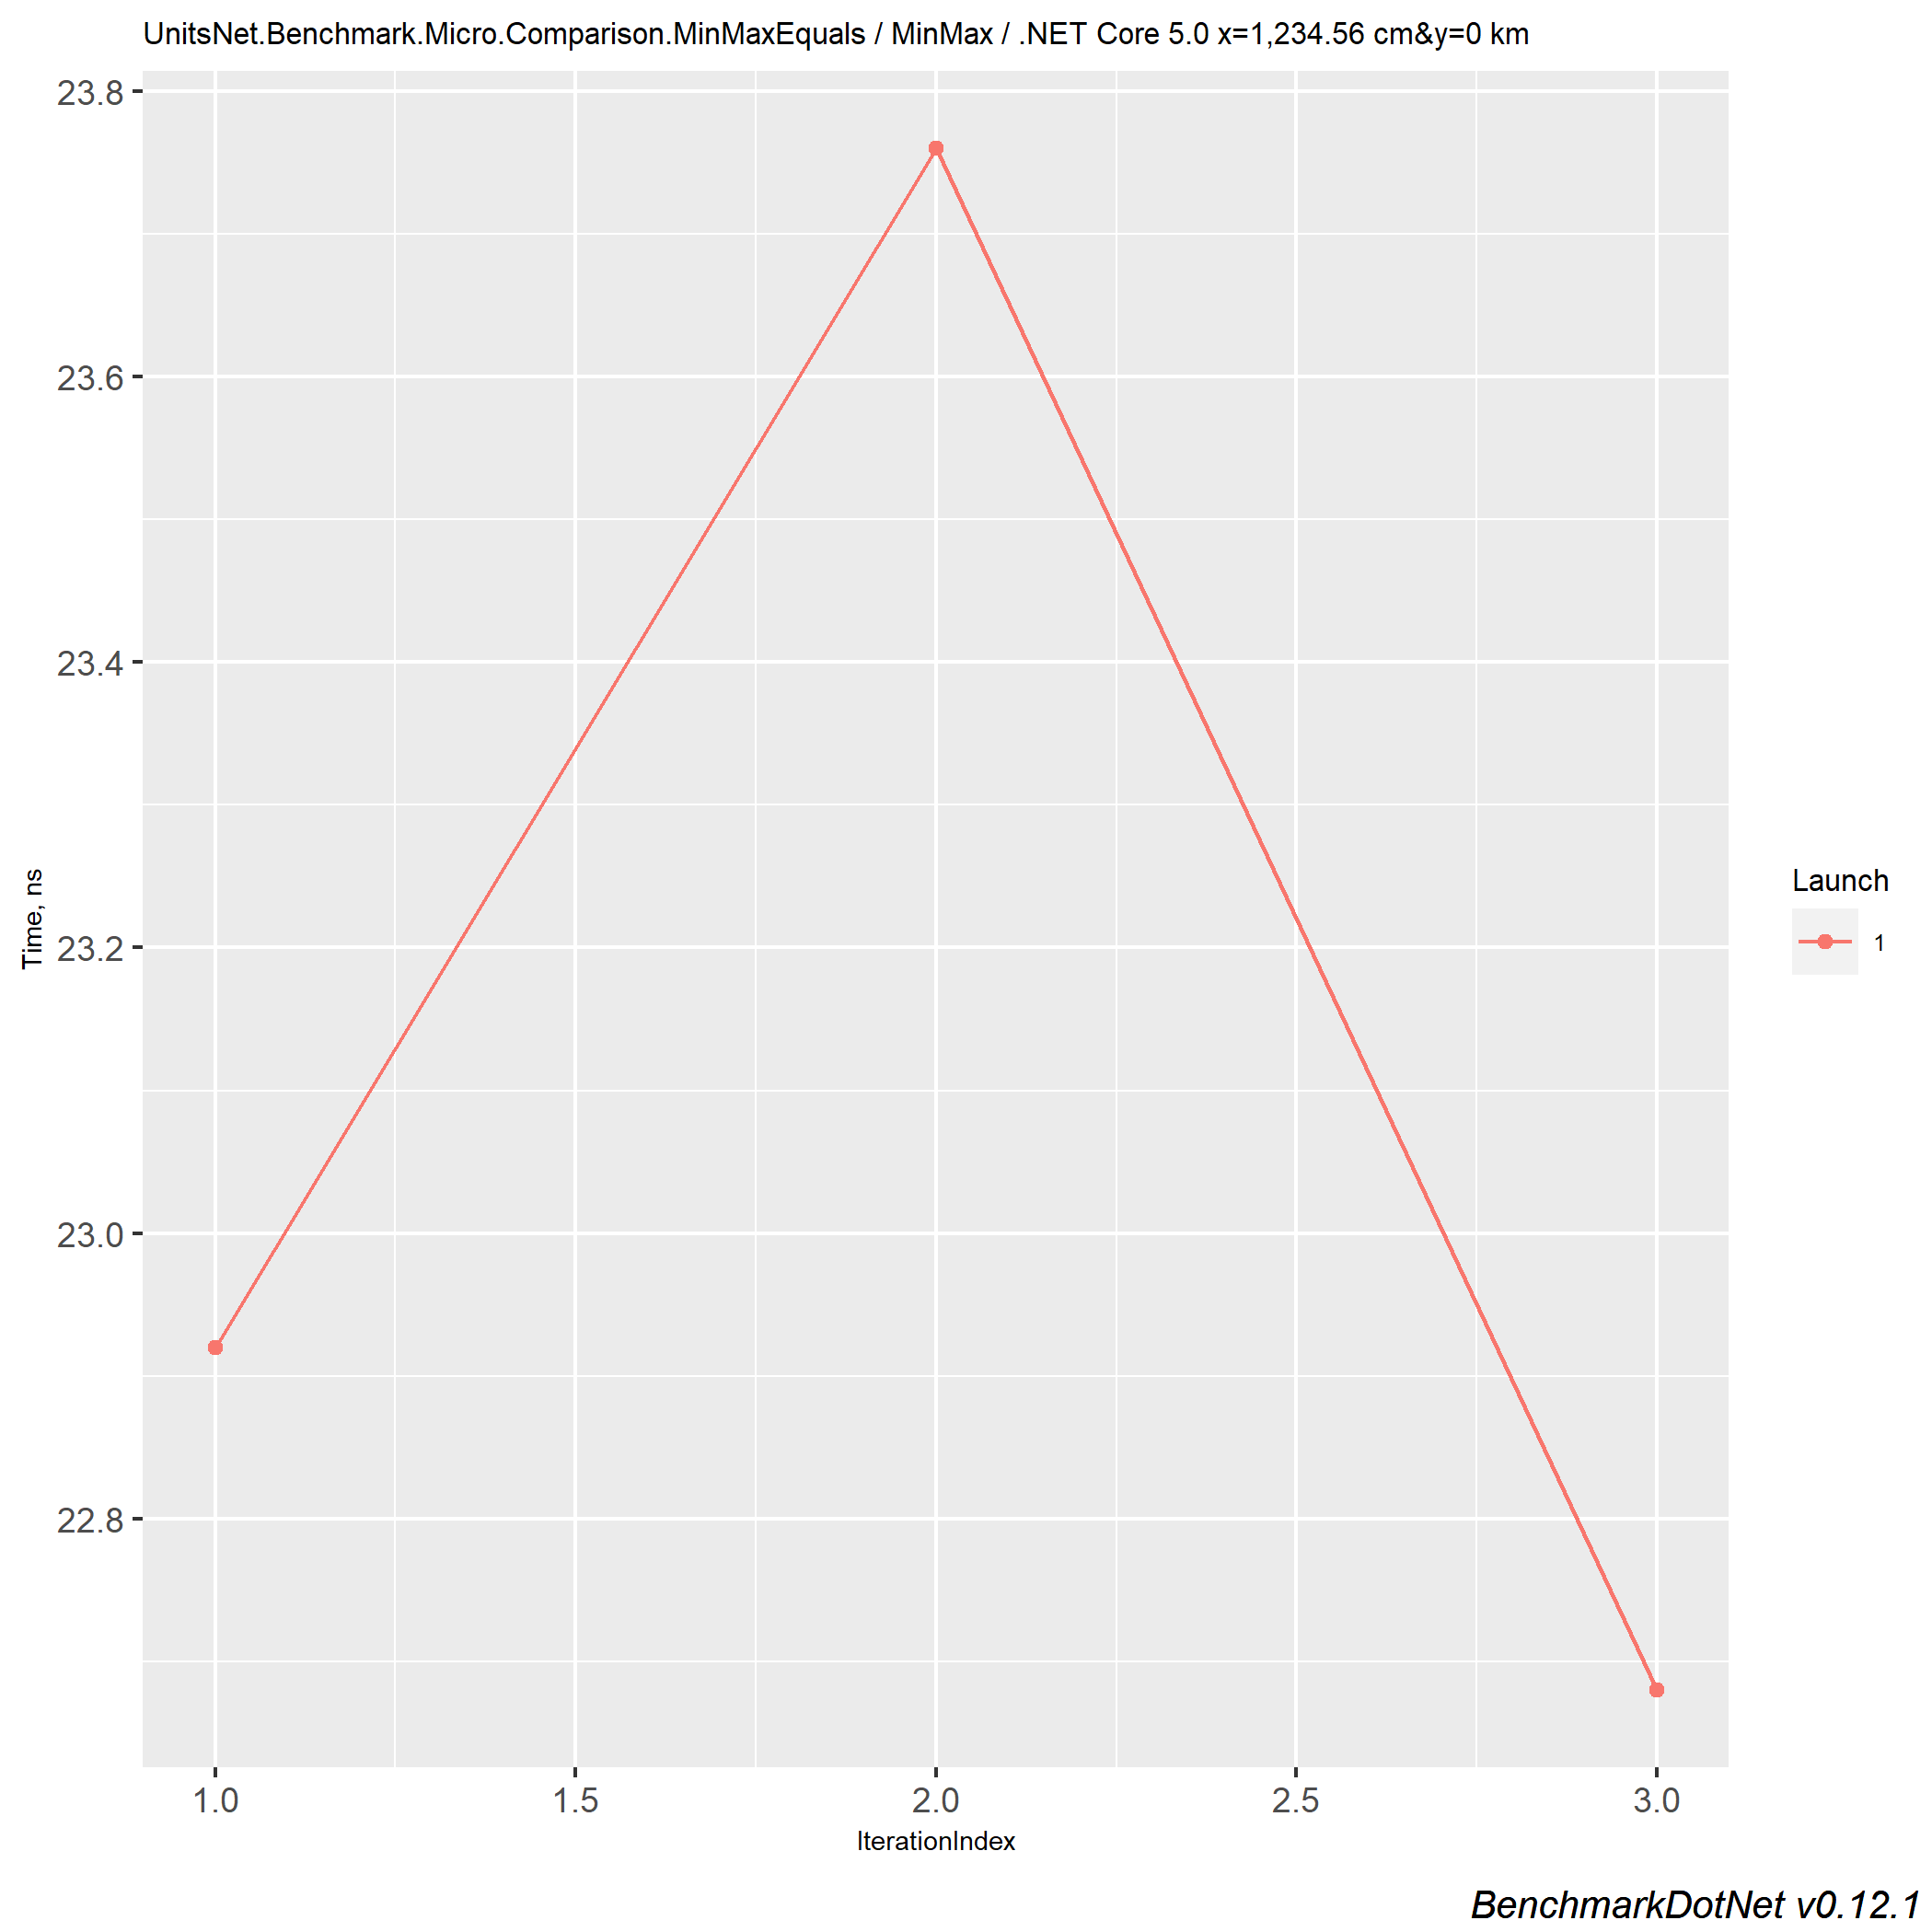 UnitsNet.Benchmark.Micro.Comparison.MinMaxEquals / MinMax / .NET Core 5.0 x=1,234.56 cm&y=0 km
23.8
23.6
23.4
23.2
23.0
22.8
Time, ns
1.0
1.5
2.0
2.5
3.0
IterationIndex
Launch
1
BenchmarkDotNet v0.12.1